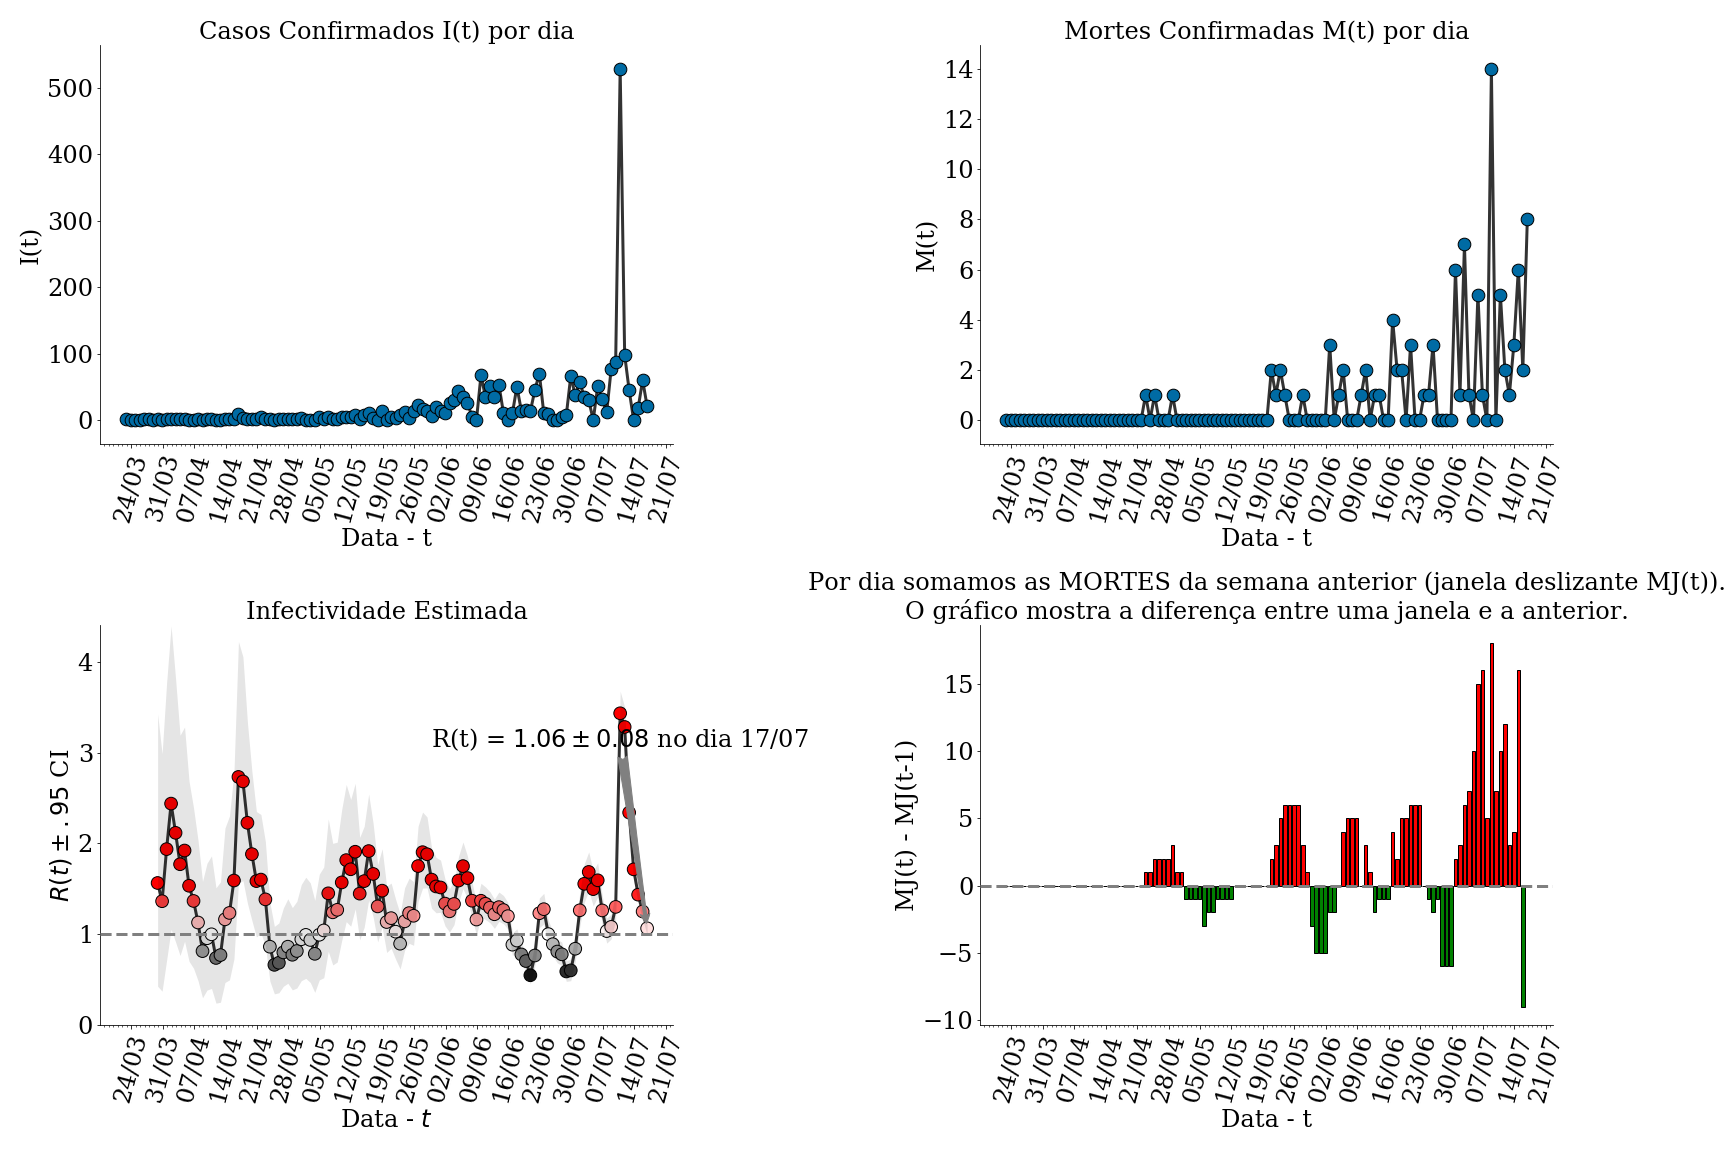 Casos Confirmados I(t) por dia
500
400
300
200
100
0
I(t)
24/03 31/03 07/04 14/04 21/04 28/04 05/05 12/05 19/05 26/05 02/06 09/06 16/06 23/06 30/06 07/07 14/07 21/07
Data - t
Mortes Confirmadas M(t) por dia
14
12
10
8
6
4
2
0
M(t)
24/03 31/03 07/04 14/04 21/04 28/04 05/05 12/05 19/05 26/05 02/06 09/06 16/06 23/06 30/06 07/07 14/07 21/07
Data - t
Infectividade Estimada
4
3
2
1
0
R(t) ± .95 CI
R(t) = 1.06 ± 0.08 no dia 17/07
24/03 31/03 07/04 14/04 21/04 28/04 05/05 12/05 19/05 26/05 02/06 09/06 16/06 23/06 30/06 07/07 14/07 21/07
Data - t
Por dia somamos as MORTES da semana anterior (janela deslizante MJ(t)).
O gráfico mostra a diferença entre uma janela e a anterior.
15
10
5
0
−5
−10
MJ(t) - MJ(t-1)
24/03 31/03 07/04 14/04 21/04 28/04 05/05 12/05 19/05 26/05 02/06 09/06 16/06 23/06 30/06 07/07 14/07 21/07
Data - t